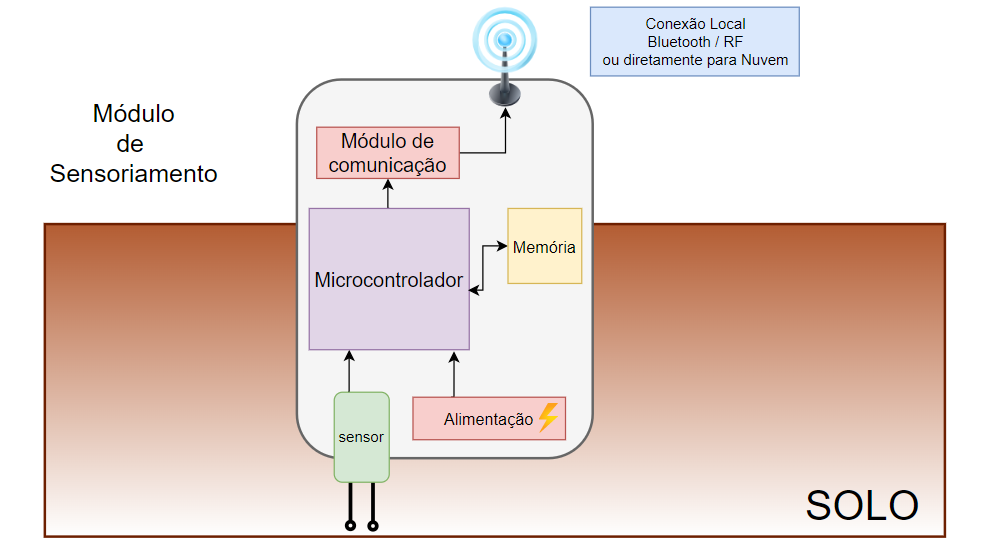 Conexão Local
Bluetooth / RF
ou diretamente para Nuvem
Módulo
de
Sensoriamento
Módulo de
comunicação
Microcontrolador
Memória
sensor
Alimentação
SOLO